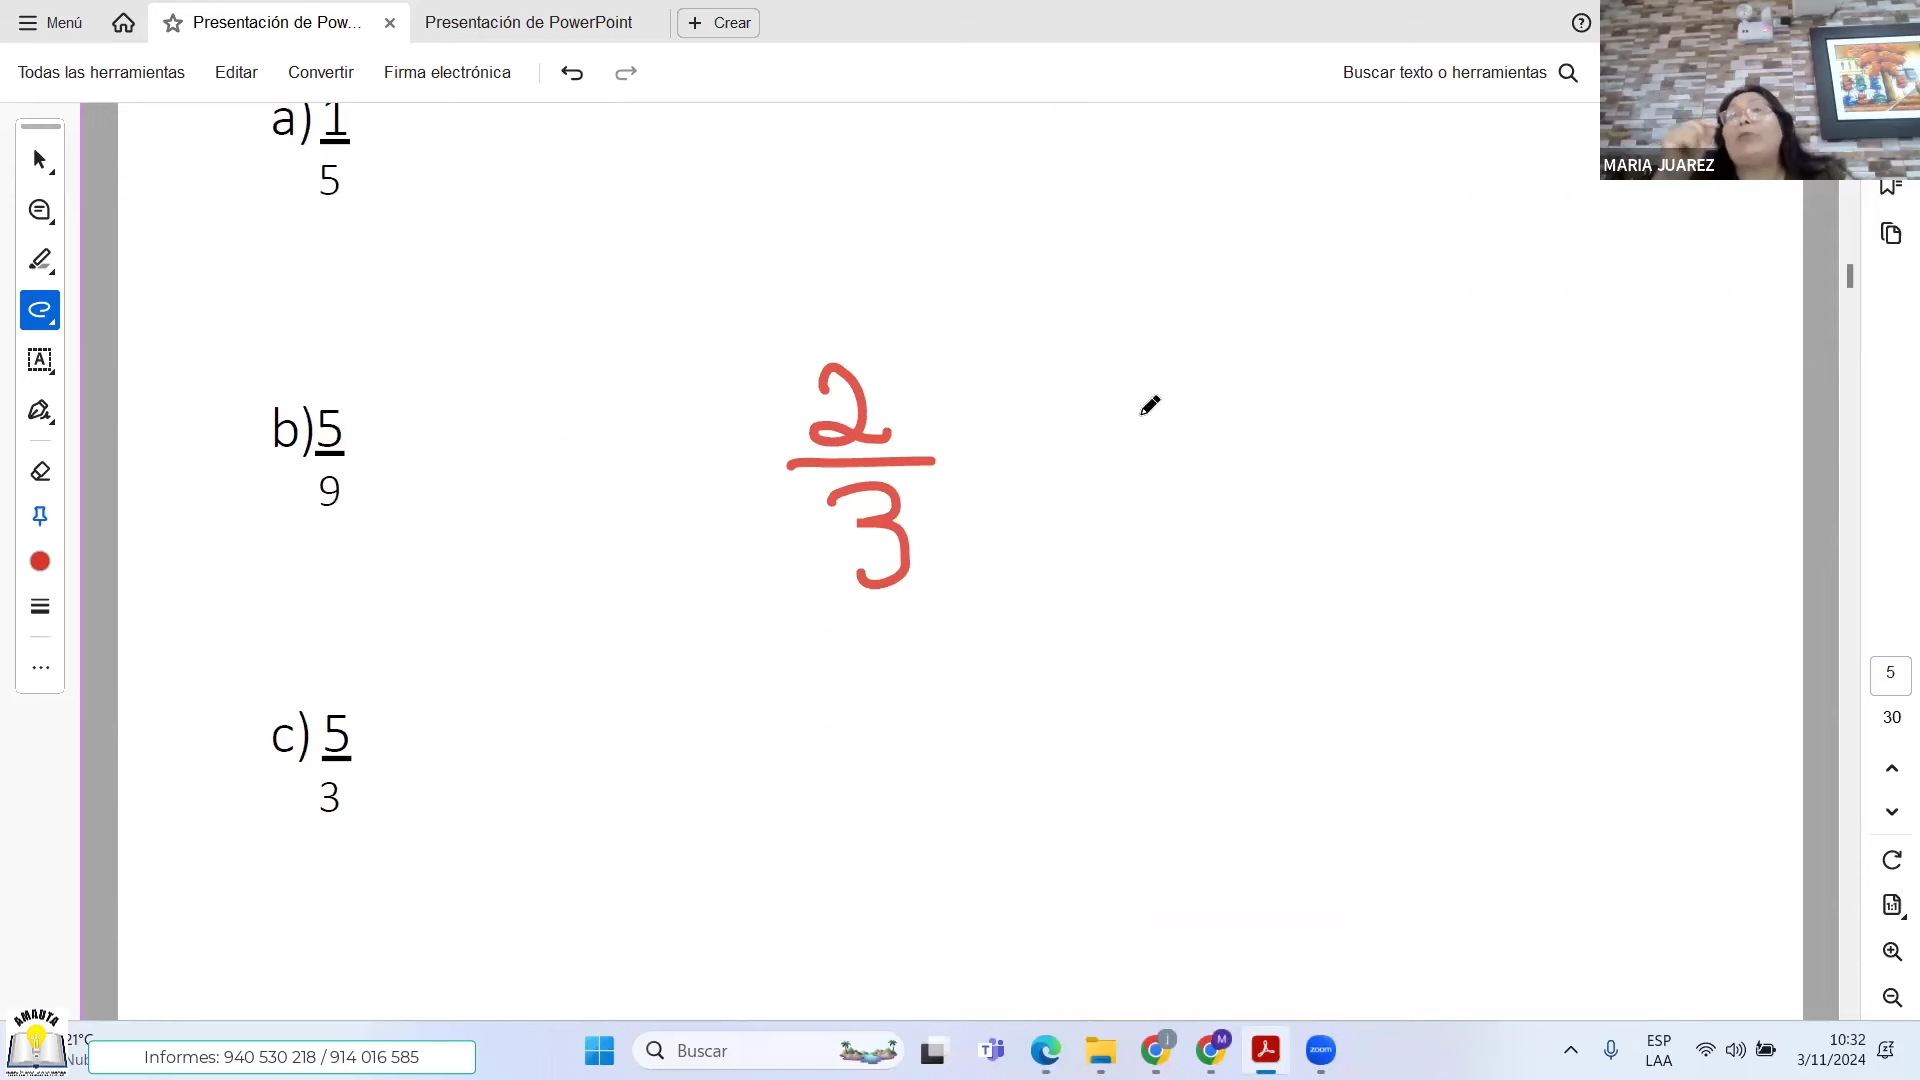 Menú
Presentación de Pow...
Presentación de PowerPoint
Crear
Todas las herramientas
Editar
Convertir
Firma electrónica
Buscar texto o herramientas
MARIA JUAREZ
a) 1
5
b) 5
9
2
3
c) 5
3
5
30
AMAUTA
21°C
Informes: 940 530 218 / 914 016 585
Buscar
zoom
ESP
LAA
10:32
3/11/2024